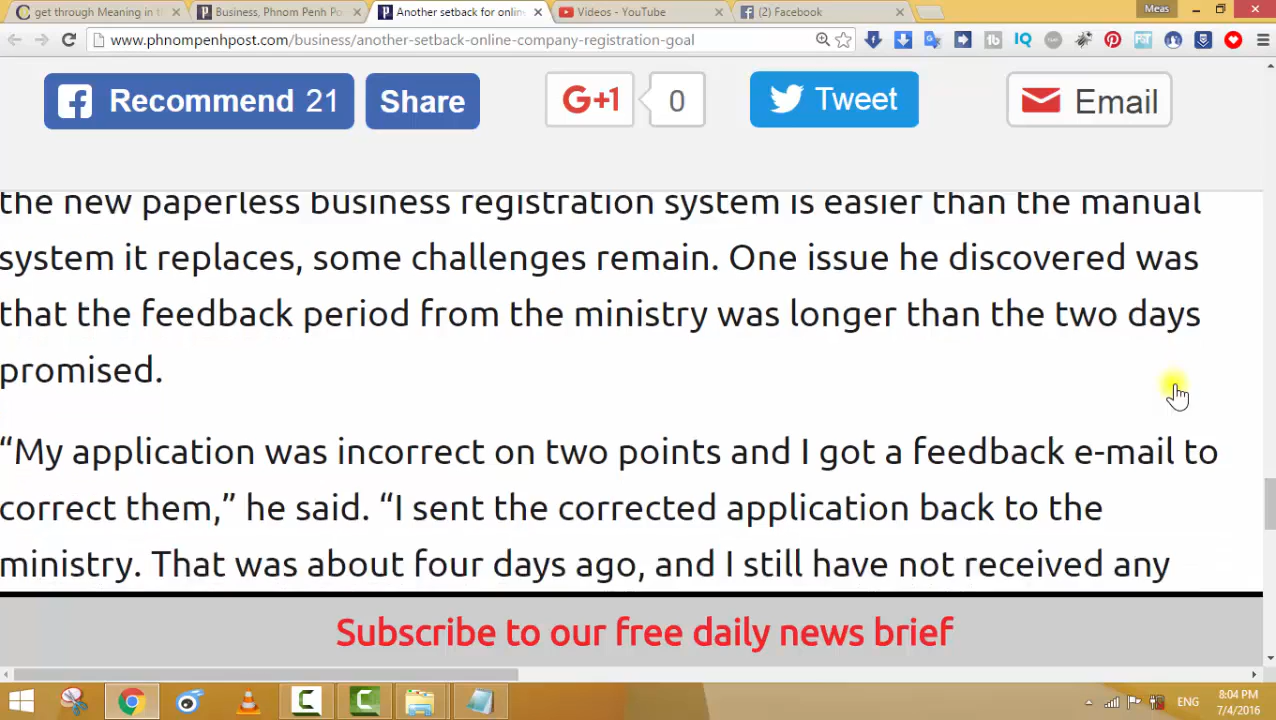 get through Meaning in th
Business, Phnom Penh Po
Another setback for onlin
Videos - YouTube
(2) Facebook
Meas
www.phnompenhpost.com/business/another-setback-online-company-registration-goal
Recommend 21
Share
G+1
0
Tweet
Email
the new paperless business registration system is easier than the manual
system it replaces, some challenges remain. One issue he discovered was
that the feedback period from the ministry was longer than the two days
promised.
“My application was incorrect on two points and I got a feedback e-mail to
correct them,” he said. “I sent the corrected application back to the
ministry. That was about four days ago, and I still have not received any
Subscribe to our free daily news brief
ENG
8:04 PM
7/4/2016